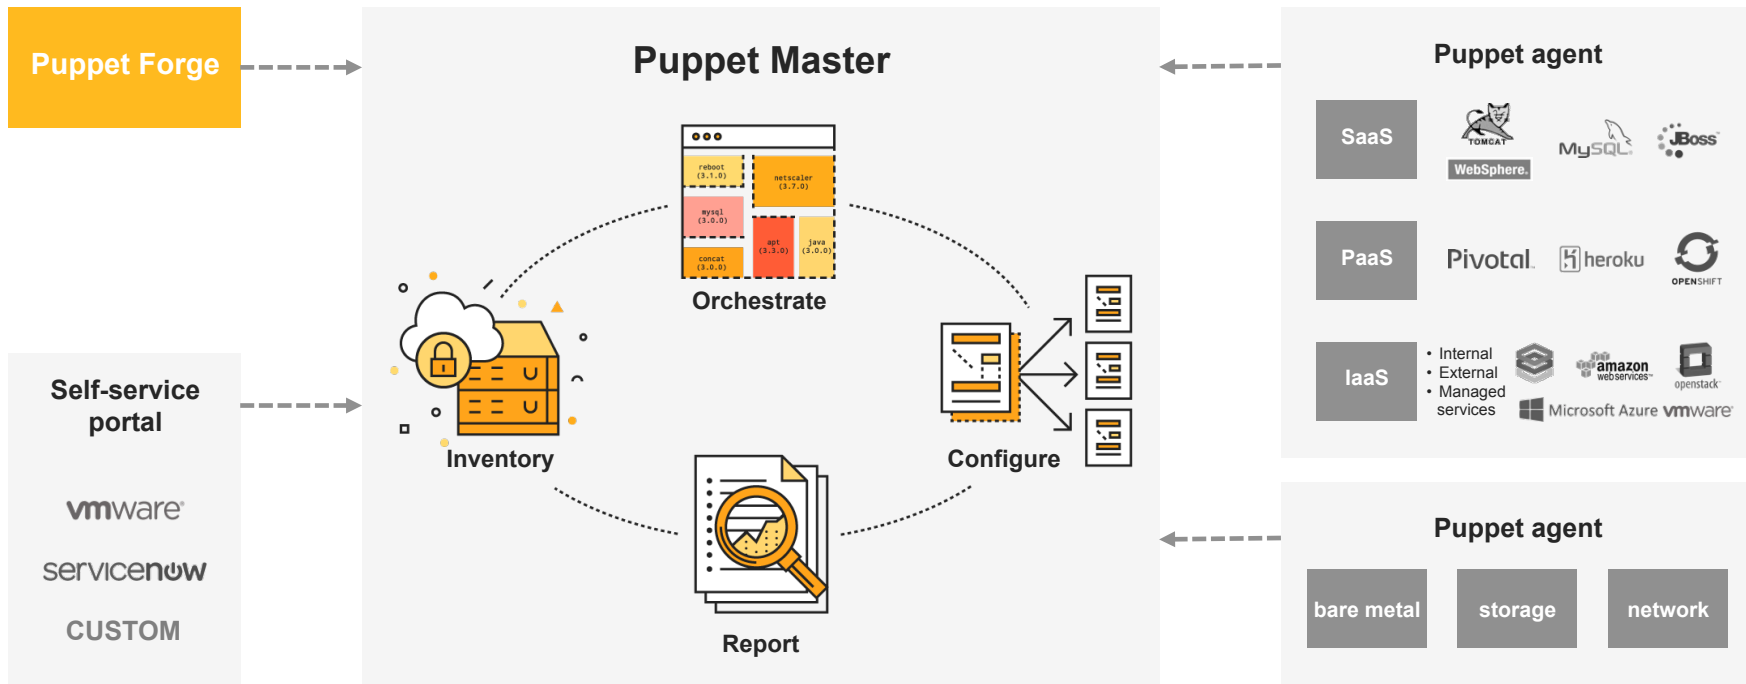 Puppet Forge
Self-service
portal
vmware®
servicenow
CUSTOM
Puppet Master
reboot
(3.1.0)
netscaler
(3.7.0)
mysql
(3.0.0)
apt
(3.3.0)
java
(3.0.0)
concat
(3.0.0)
Orchestrate
Inventory
Configure
Report
Puppet agent
SaaS
TOMCAT
WebSphere.
MySQL®
JBoss™
PaaS
Pivotal.
heroku
OPENSHIFT
IaaS
• Internal
• External
• Managed
services
amazon
webservices™
openstack™
Microsoft Azure
vmware®
Puppet agent
bare metal
storage
network